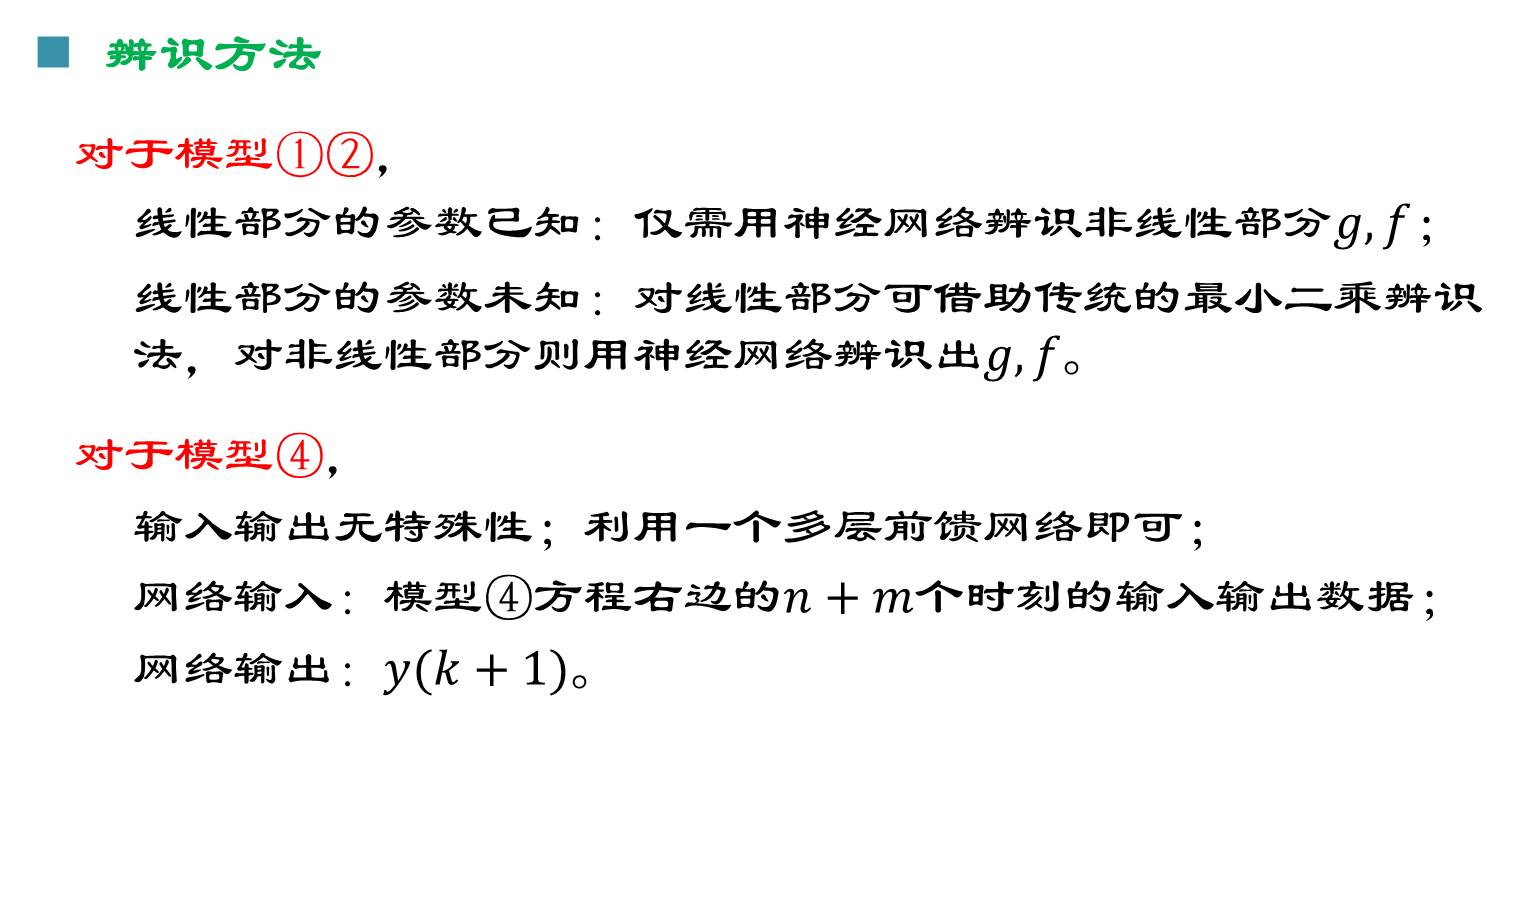 辨识方法
对于模型①②，
线性部分的参数已知：仅需用神经网络辨识非线性部分g,f；
线性部分的参数未知：对线性部分可借助传统的最小二乘辨识
法，对非线性部分则用神经网络辨识出g,f。
对于模型④，
输入输出无特殊性；利用一个多层前馈网络即可；
网络输入：模型④方程右边的n + m个时刻的输入输出数据；
网络输出：y(k + 1)。